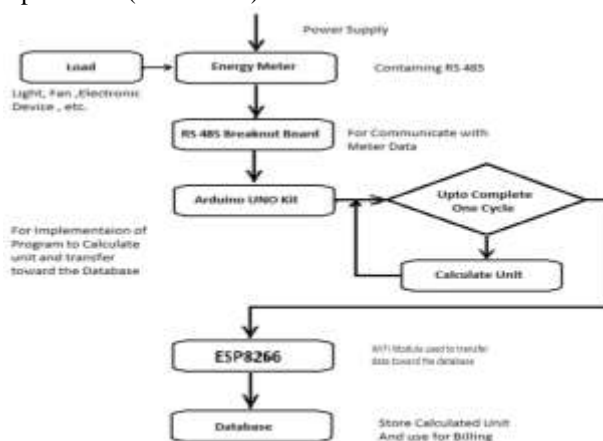 Power Supply
Load
Energy Meter
Containing RS 485
Light, Fan ,Electronic
Device , etc.
RS 485 Breakout Board
For Communicate with
Meter Data
Arduino UNO Kit
Upto Complete
One Cycle
For Implementaion of
Program to Calculate
unit and transfer
toward the Database
Calculate Unit
ESP8266
WiFi Module used to transfer
data toward the database
Database
Store Calculated Unit
And use for Billing